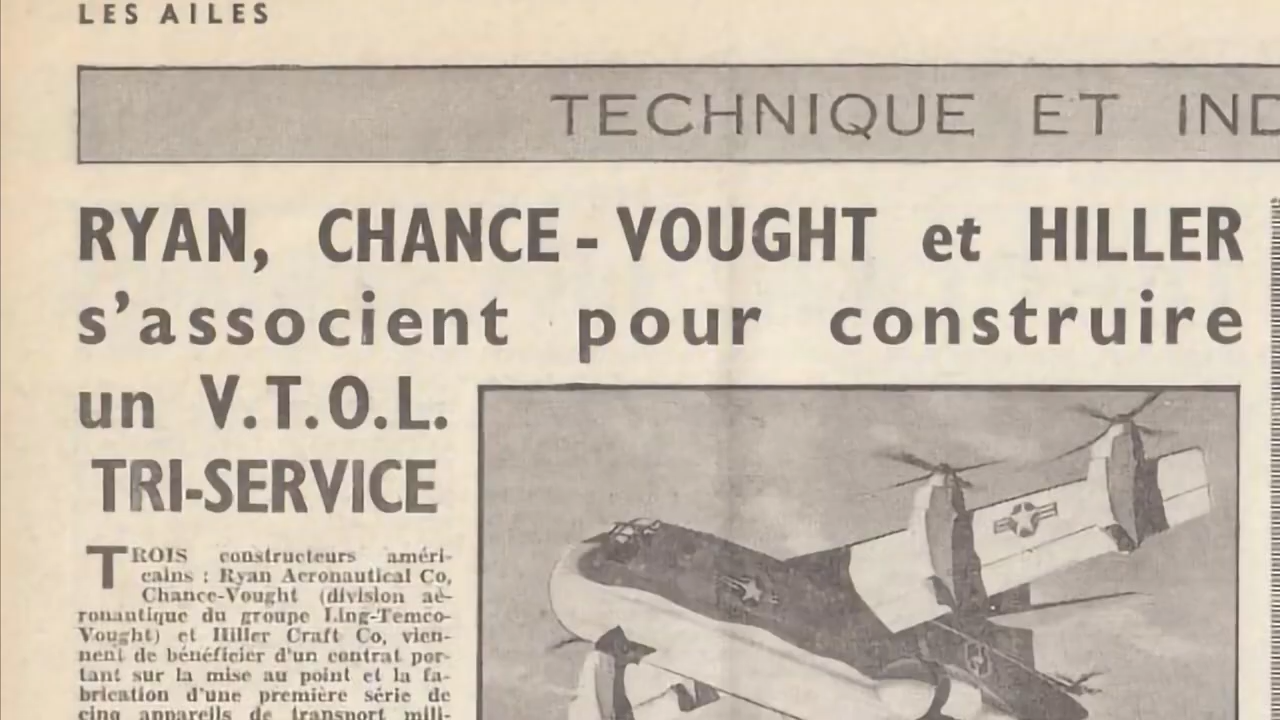 LES AILES
TECHNIQUE ET IND
RYAN, CHANCE-VOUGHT et HILLER
s'associent pour construire
un V.T.O.L.
TRI-SERVICE
TROIS constructeurs améri-
cains : Ryan Aeronautical Co,
Chance-Vought (division aé-
ronautique du groupe Ling-Temco-
Vought) et Hiller Craft Co, vien-
nent de bénéficier d'un contrat por-
tant sur la mise au point et la fa-
brication d'une première série de
cinq appareils de transport mili-